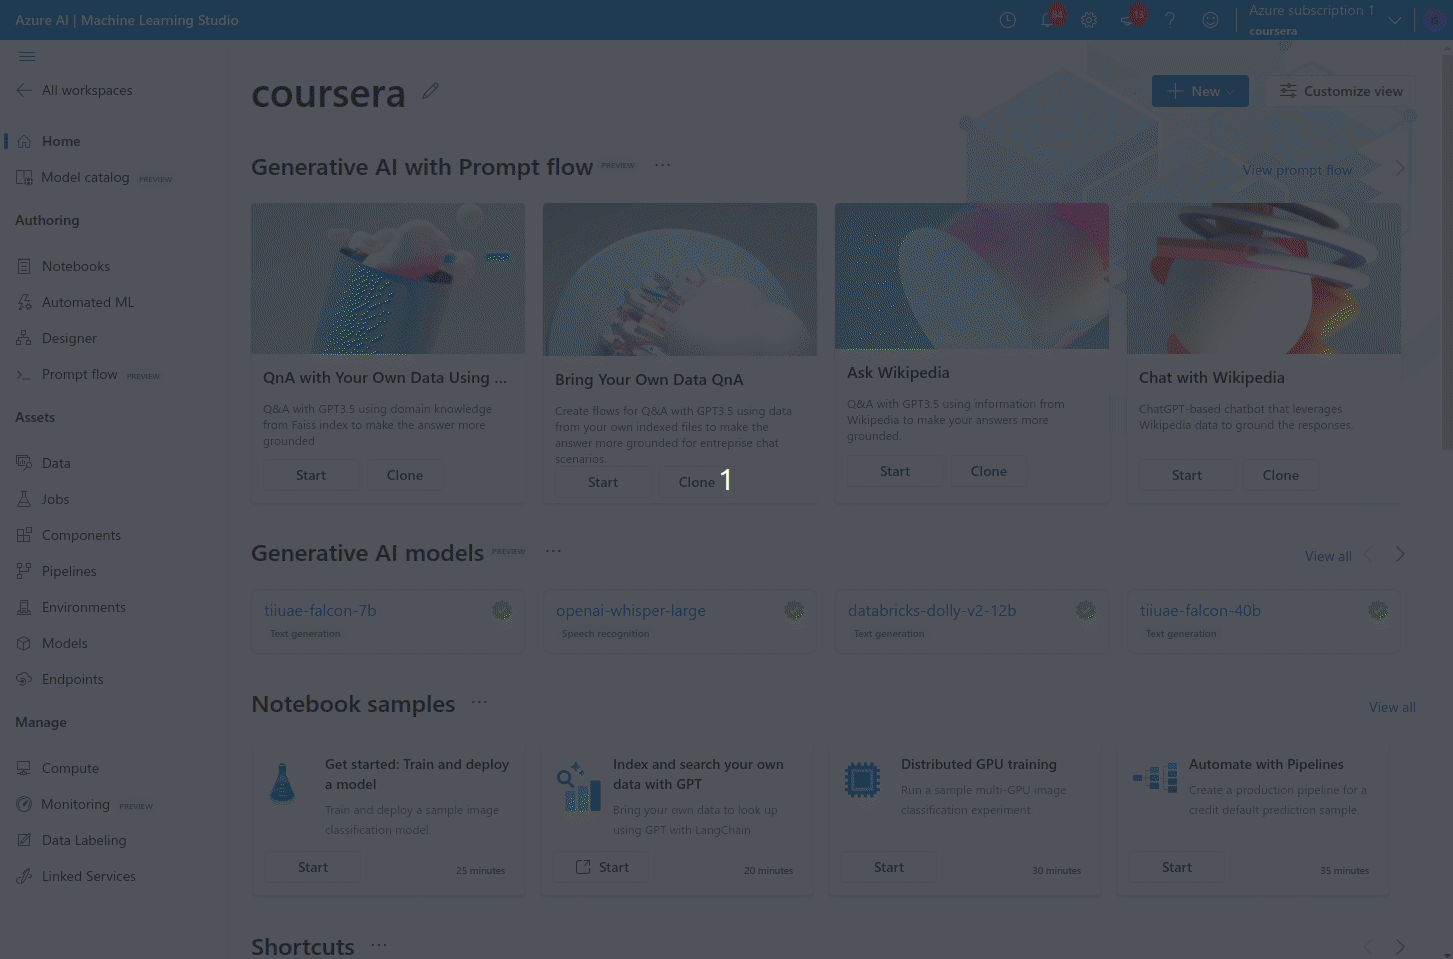 Azure AI | Machine Learning Studio
84
13
Azure subscription 1
coursera
All workspaces
Home
Model catalog PREVIEW
Authoring
Notebooks
Automated ML
Designer
Prompt flow PREVIEW
Assets
Data
Jobs
Components
Pipelines
Environments
Models
Endpoints
Manage
Compute
Monitoring PREVIEW
Data Labeling
Linked Services
coursera
New
Customize view
Generative AI with Prompt flow PREVIEW ...
View prompt flow
QnA with Your Own Data Using ...
Q&A with GPT3.5 using domain knowledge
from Faiss index to make the answer more
grounded
Start Clone
Bring Your Own Data QnA
Create flows for Q&A with GPT3.5 using data
from your own indexed files to make the
answer more grounded for entreprise chat
scenarios.
Start Clone
1
Ask Wikipedia
Q&A with GPT3.5 using information from
Wikipedia to make your answers more
grounded.
Start Clone
Chat with Wikipedia
ChatGPT-based chatbot that leverages
Wikipedia data to ground the responses.
Start Clone
Generative AI models PREVIEW ...
View all
tiiuae-falcon-7b
Text generation
openai-whisper-large
Speech recognition
databricks-dolly-v2-12b
Text generation
tiiuae-falcon-40b
Text generation
Notebook samples ...
View all
Get started: Train and deploy
a model
Train and deploy a sample image
classification model.
Start 25 minutes
Index and search your own
data with GPT
Bring your own data to look up
using GPT with LangChain
Start 20 minutes
Distributed GPU training
Run a sample multi-GPU image
classification experiment.
Start 30 minutes
Automate with Pipelines
Create a production pipeline for a
credit default prediction sample.
Start 35 minutes
Shortcuts ...